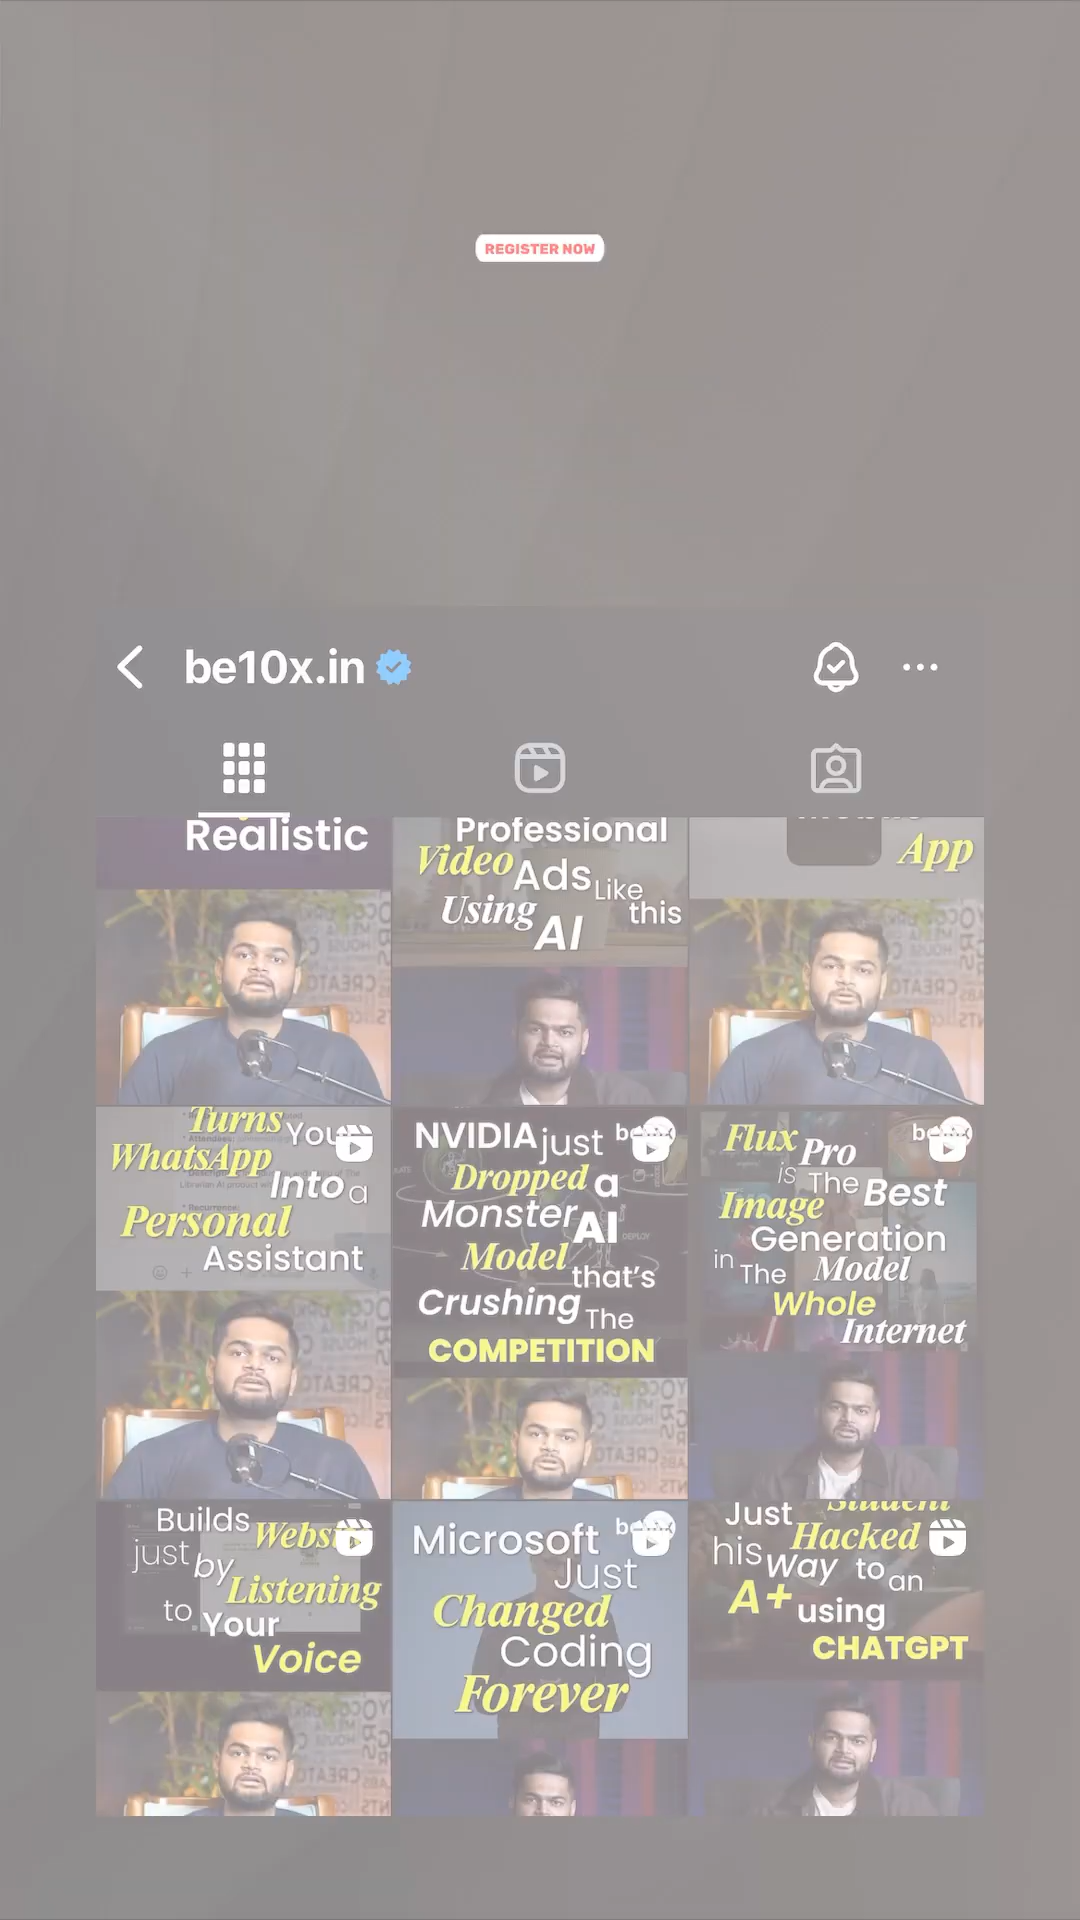 REGISTER NOW
be10x.in
Realistic
Professional
Video Ads Like
Using this
AI
App
Turns You
WhatsApp
Into a
Personal
Assistant
NVIDIA just
Dropped a
Monster AI
Model
that's
Crushing The
COMPETITION
Flux Pro
is The Best
Image
Generation
in The Model
Whole
Internet
Builds
just by
Listening
to Your
Voice
Microsoft
Just
Changed
Coding
Forever
Just Student
his Hacked
Way to an
A+ using
CHATGPT